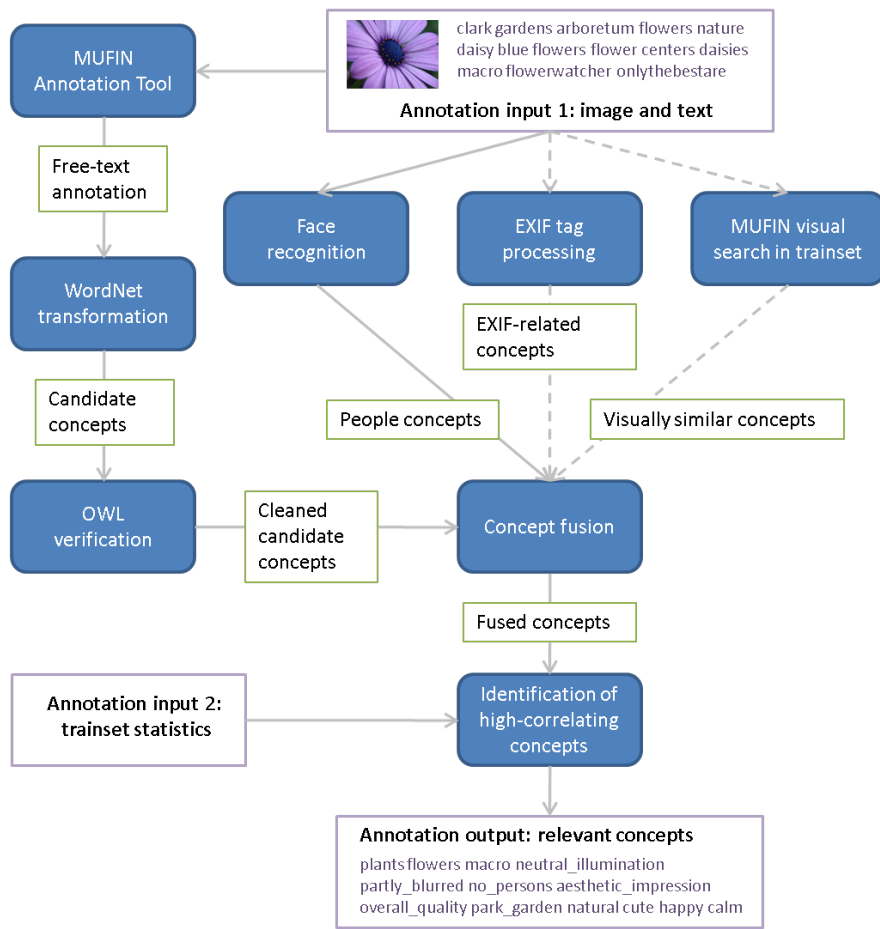 clark gardens arboretum flowers nature
daisy blue flowers flower centers daisies
macro flowerwatcher onlythebestare
Annotation input 1: image and text
MUFIN
Annotation Tool
Free-text
annotation
Face
recognition
EXIF tag
processing
MUFIN visual
search in trainset
WordNet
transformation
EXIF-related
concepts
Candidate
concepts
People concepts
Visually similar concepts
OWL
verification
Cleaned
candidate
concepts
Concept fusion
Fused concepts
Annotation input 2:
trainset statistics
Identification of
high-correlating
concepts
Annotation output: relevant concepts
plants flowers macro neutral_illumination
partly_blurred no_persons aesthetic_impression
overall_quality park_garden natural cute happy calm